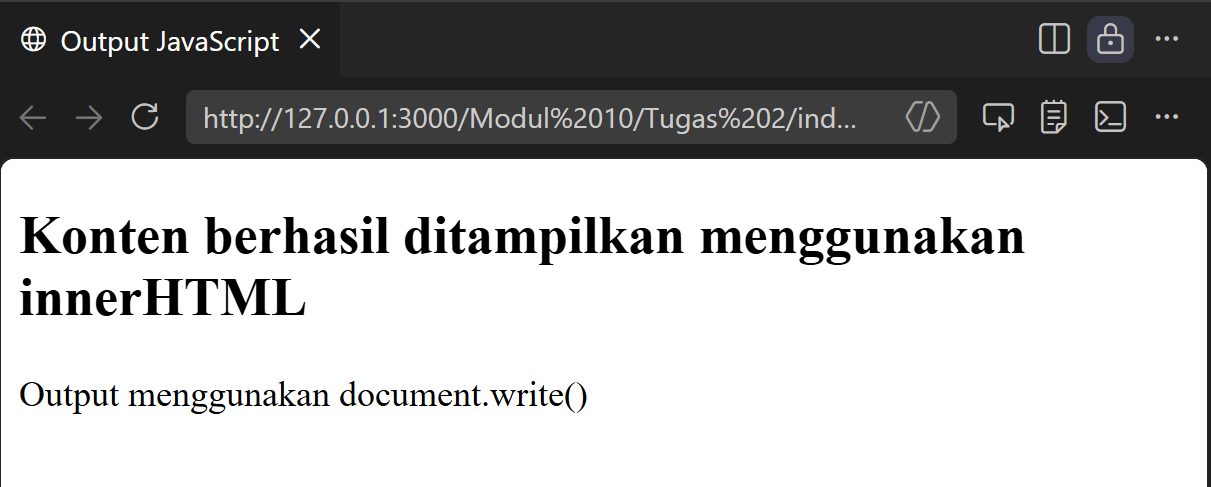 Output JavaScript
http://127.0.0.1:3000/Modul%2010/Tugas%202/ind...
Konten berhasil ditampilkan menggunakan
innerHTML
Output menggunakan document.write()